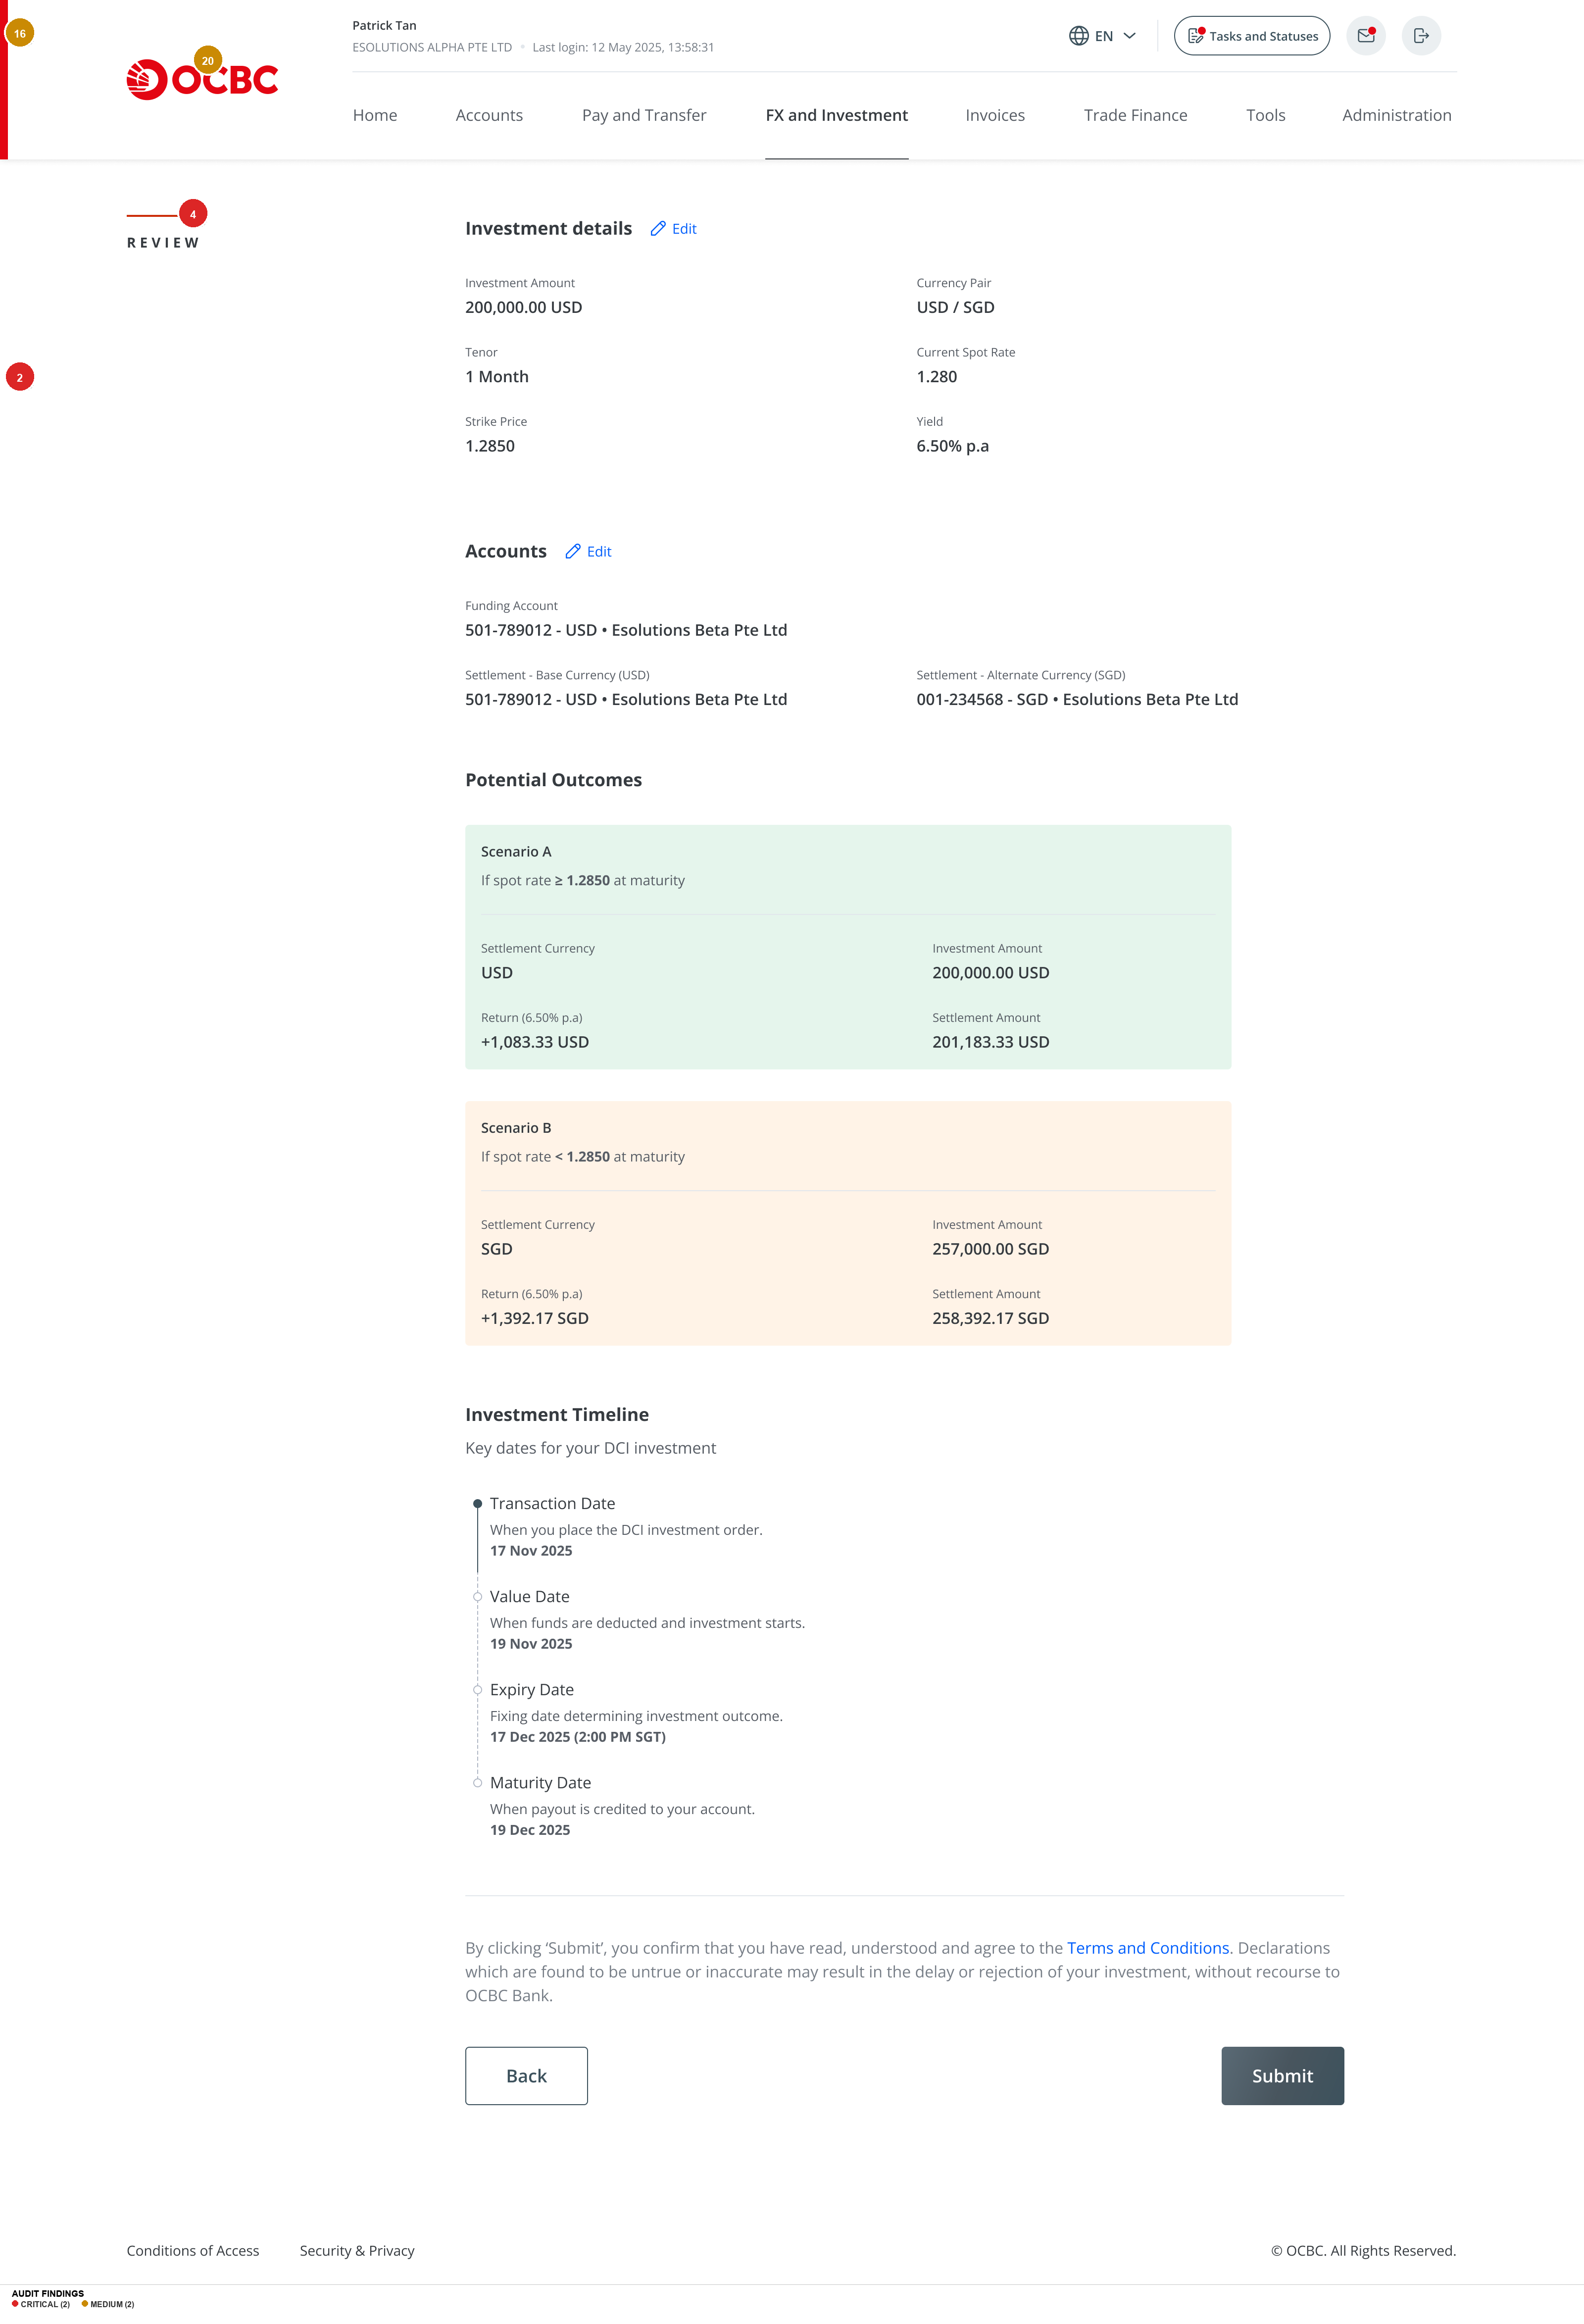 16
Patrick Tan
ESOLUTIONS ALPHA PTE LTD • Last login: 12 May 2025, 13:58:31
EN
Tasks and Statuses
20
OCBC
Home Accounts Pay and Transfer FX and Investment Invoices Trade Finance Tools Administration
4
REVIEW
2
Investment details Edit
Investment Amount Currency Pair
200,000.00 USD USD / SGD
Tenor Current Spot Rate
1 Month 1.280
Strike Price Yield
1.2850 6.50% p.a
Accounts Edit
Funding Account
501-789012 - USD • Esolutions Beta Pte Ltd
Settlement - Base Currency (USD) Settlement - Alternate Currency (SGD)
501-789012 - USD • Esolutions Beta Pte Ltd 001-234568 - SGD • Esolutions Beta Pte Ltd
Potential Outcomes
Scenario A
If spot rate ≥ 1.2850 at maturity
Settlement Currency Investment Amount
USD 200,000.00 USD
Return (6.50% p.a) Settlement Amount
+1,083.33 USD 201,183.33 USD
Scenario B
If spot rate < 1.2850 at maturity
Settlement Currency Investment Amount
SGD 257,000.00 SGD
Return (6.50% p.a) Settlement Amount
+1,392.17 SGD 258,392.17 SGD
Investment Timeline
Key dates for your DCI investment
Transaction Date
When you place the DCI investment order.
17 Nov 2025
Value Date
When funds are deducted and investment starts.
19 Nov 2025
Expiry Date
Fixing date determining investment outcome.
17 Dec 2025 (2:00 PM SGT)
Maturity Date
When payout is credited to your account.
19 Dec 2025
By clicking ‘Submit’, you confirm that you have read, understood and agree to the Terms and Conditions. Declarations
which are found to be untrue or inaccurate may result in the delay or rejection of your investment, without recourse to
OCBC Bank.
Back Submit
Conditions of Access Security & Privacy © OCBC. All Rights Reserved.
AUDIT FINDINGS
CRITICAL (2) MEDIUM (2)